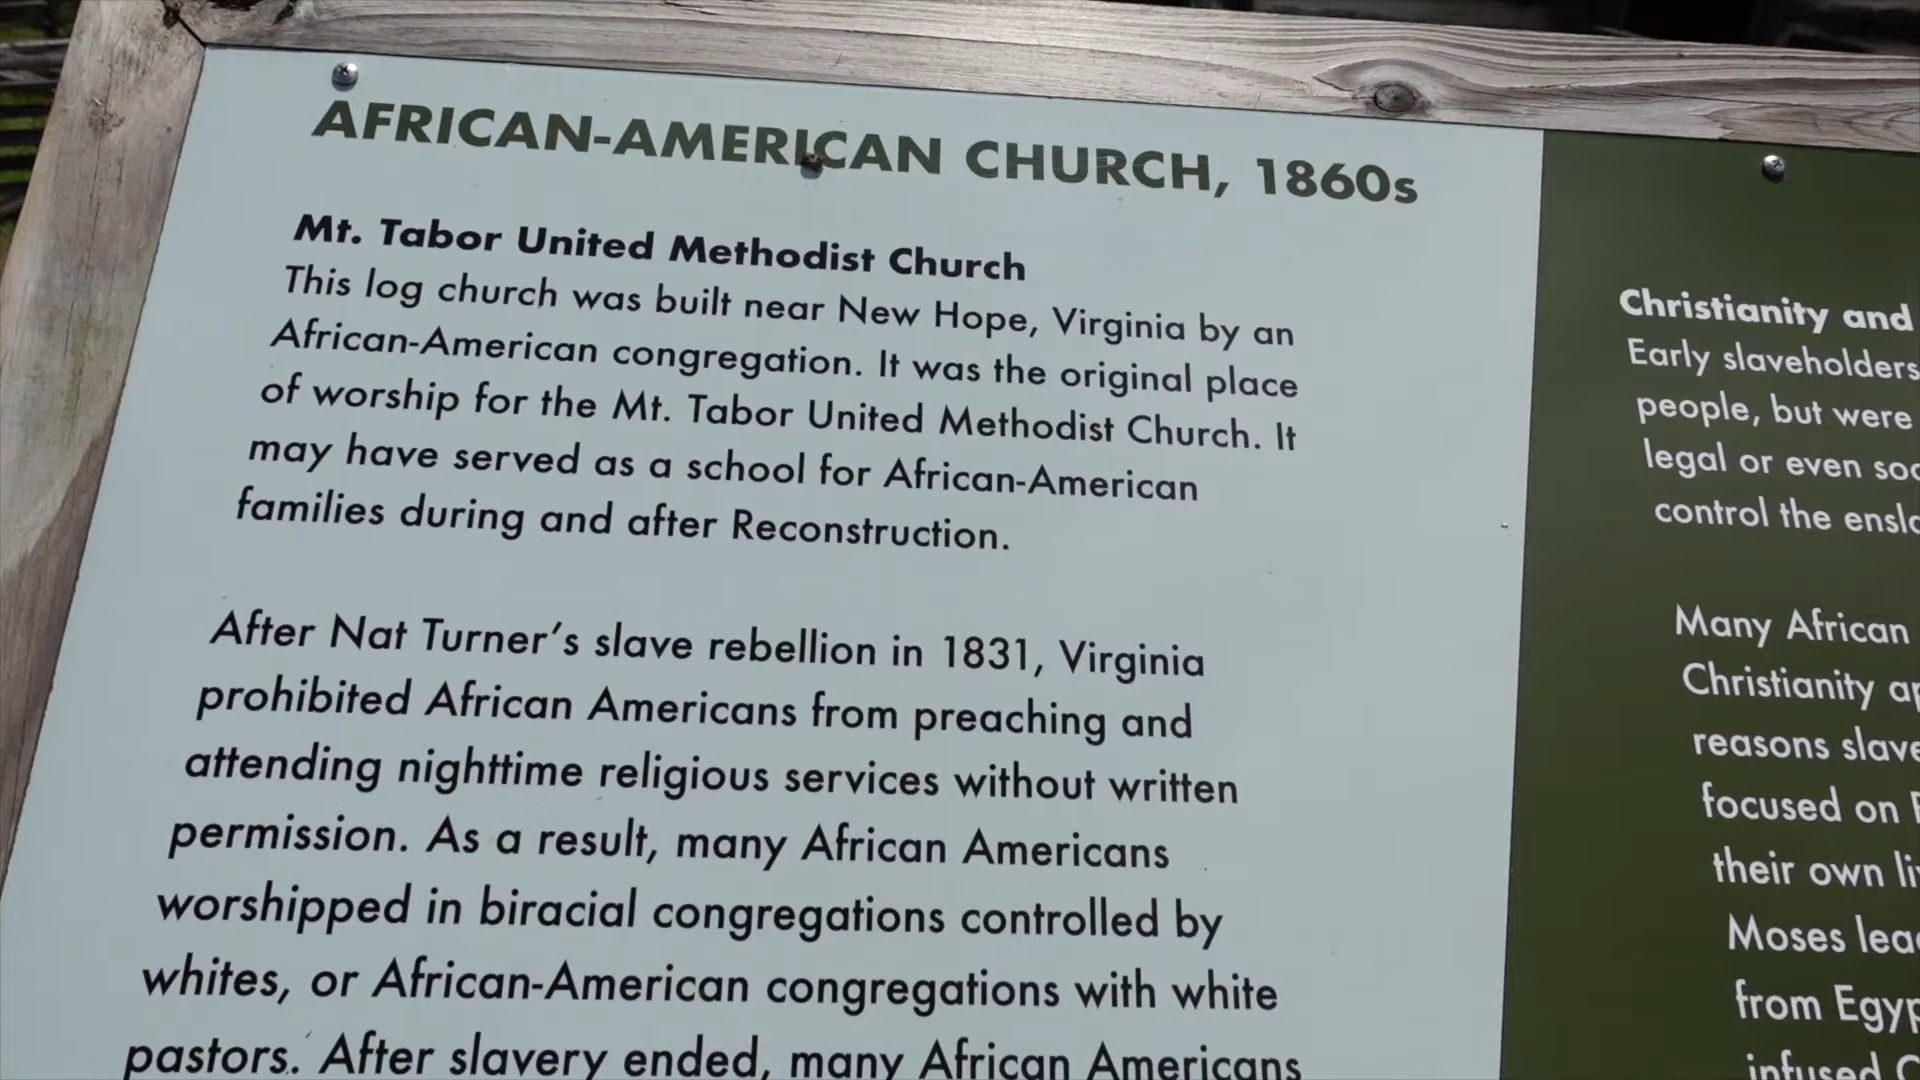 AFRICAN-AMERICAN CHURCH, 1860s
Mt. Tabor United Methodist Church
This log church was built near New Hope, Virginia by an
African-American congregation. It was the original place
of worship for the Mt. Tabor United Methodist Church. It
may have served as a school for African-American
families during and after Reconstruction.
After Nat Turner's slave rebellion in 1831, Virginia
prohibited African Americans from preaching and
attending nighttime religious services without written
permission. As a result, many African Americans
worshipped in biracial congregations controlled by
whites, or African-American congregations with white
pastors. After slavery ended, many African Americans
Christianity and
Early slaveholders
people, but were
legal or even
control the
Many African
Christianity
reasons
focused on
their own
Moses
from
infused